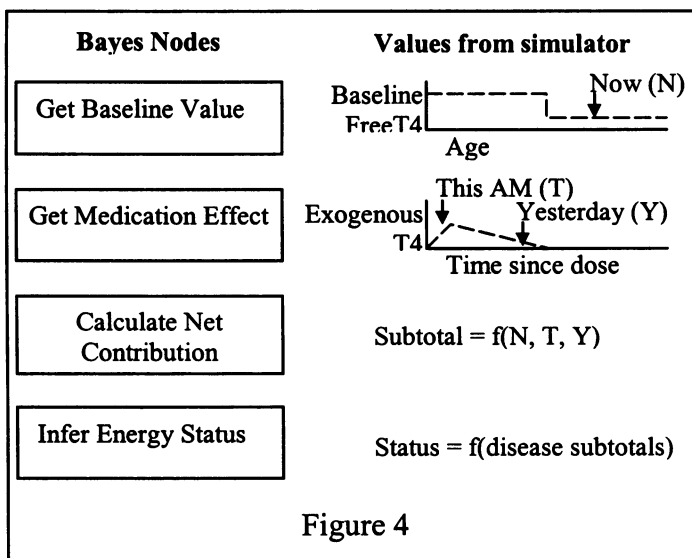 Bayes Nodes
Values from simulator
Get Baseline Value
Baseline
FreeT4
Now (N)
Age
Get Medication Effect
This AM (T)
Exogenous
T4
Yesterday (Y)
Time since dose
Calculate Net
Contribution
Subtotal = f(N, T, Y)
Infer Energy Status
Status = f(disease subtotals)
Figure 4